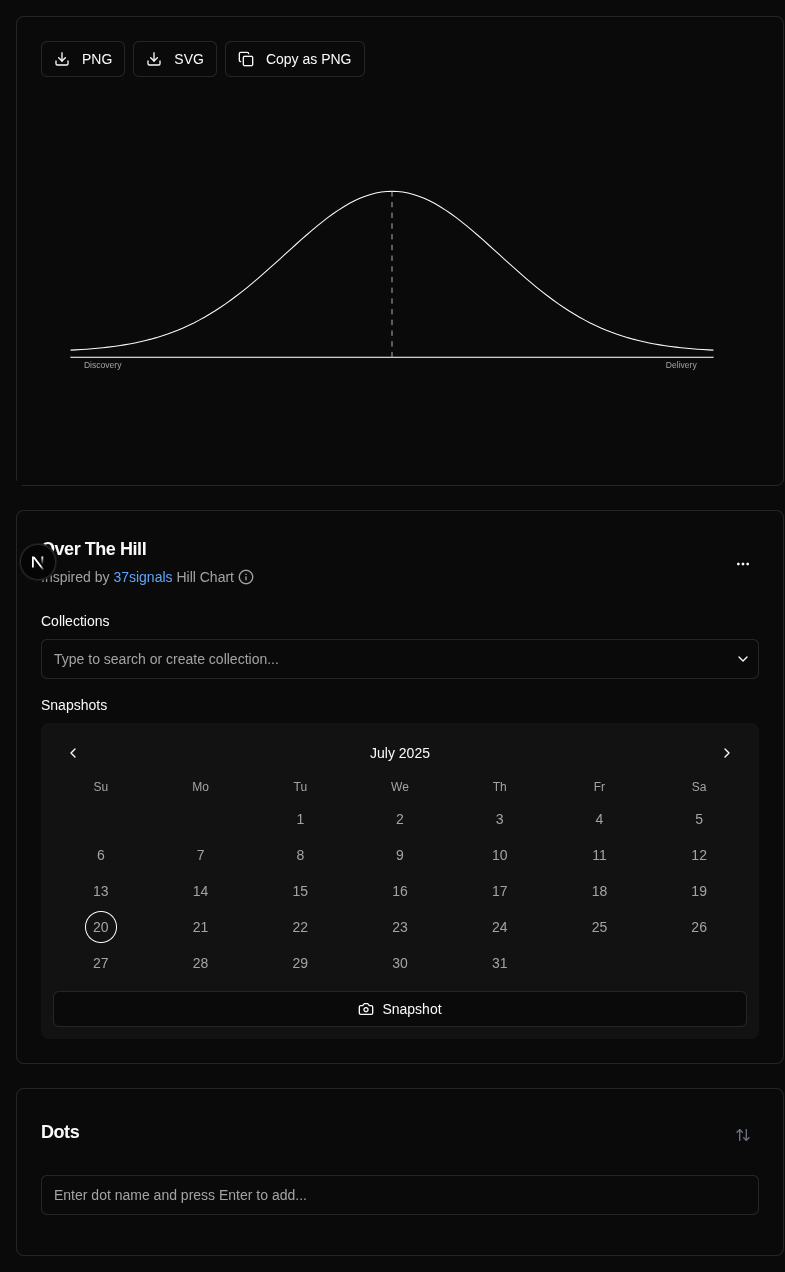 PNG
SVG
Copy as PNG
Discovery
Delivery
Over The Hill
N
Inspired by 37signals Hill Chart
Collections
Type to search or create collection...
Snapshots
July 2025
Su Mo Tu We Th Fr Sa
1 2 3 4 5
6 7 8 9 10 11 12
13 14 15 16 17 18 19
20 21 22 23 24 25 26
27 28 29 30 31
Snapshot
Dots
Enter dot name and press Enter to add...